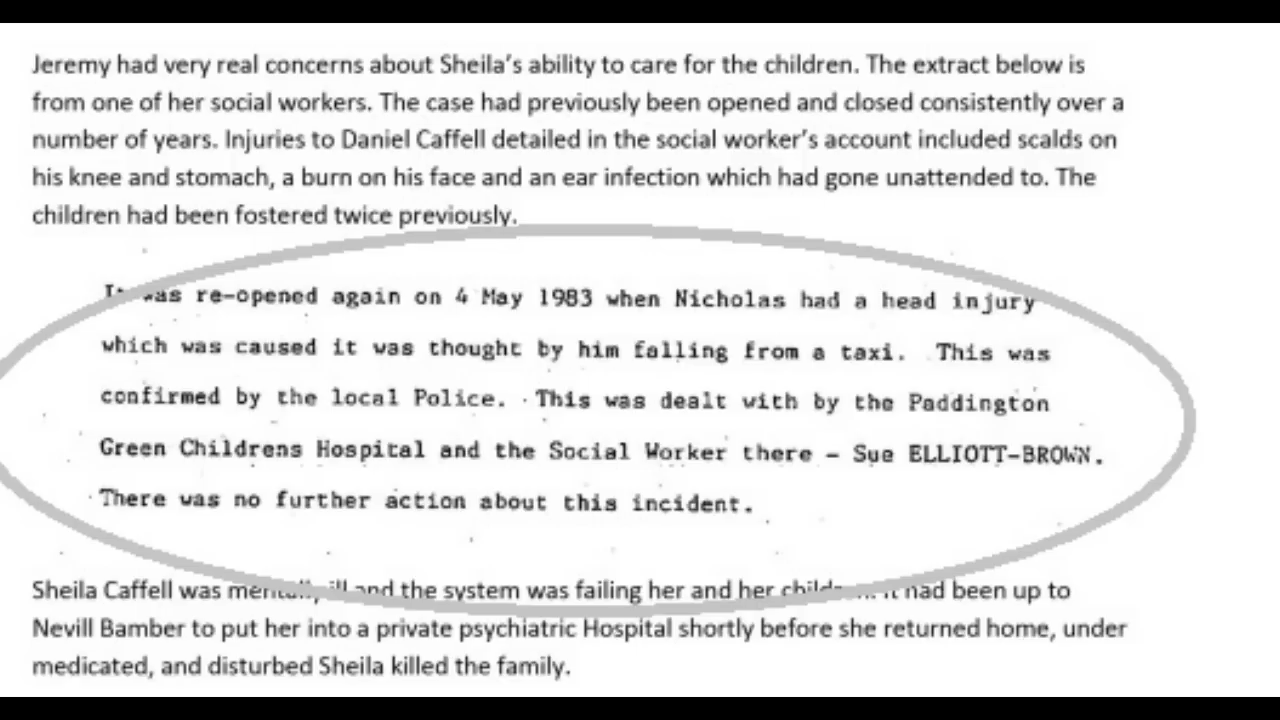 Jeremy had very real concerns about Sheila's ability to care for the children. The extract below is
from one of her social workers. The case had previously been opened and closed consistently over a
number of years. Injuries to Daniel Caffell detailed in the social worker's account included scalds on
his knee and stomach, a burn on his face and an ear infection which had gone unattended to. The
children had been fostered twice previously.
It was re-opened again on 4 May 1983 when Nicholas had a head injury
which was caused it was thought by him falling from a taxi. This was
confirmed by the local Police. This was dealt with by the Paddington
Green Childrens Hospital and the Social Worker there - Sue ELLIOTT-BROWN.
There was no further action about this incident.
Sheila Caffell was mentally ill and the system was failing her and her children. It had been up to
Nevill Bamber to put her into a private psychiatric Hospital shortly before she returned home, under
medicated, and disturbed Sheila killed the family.